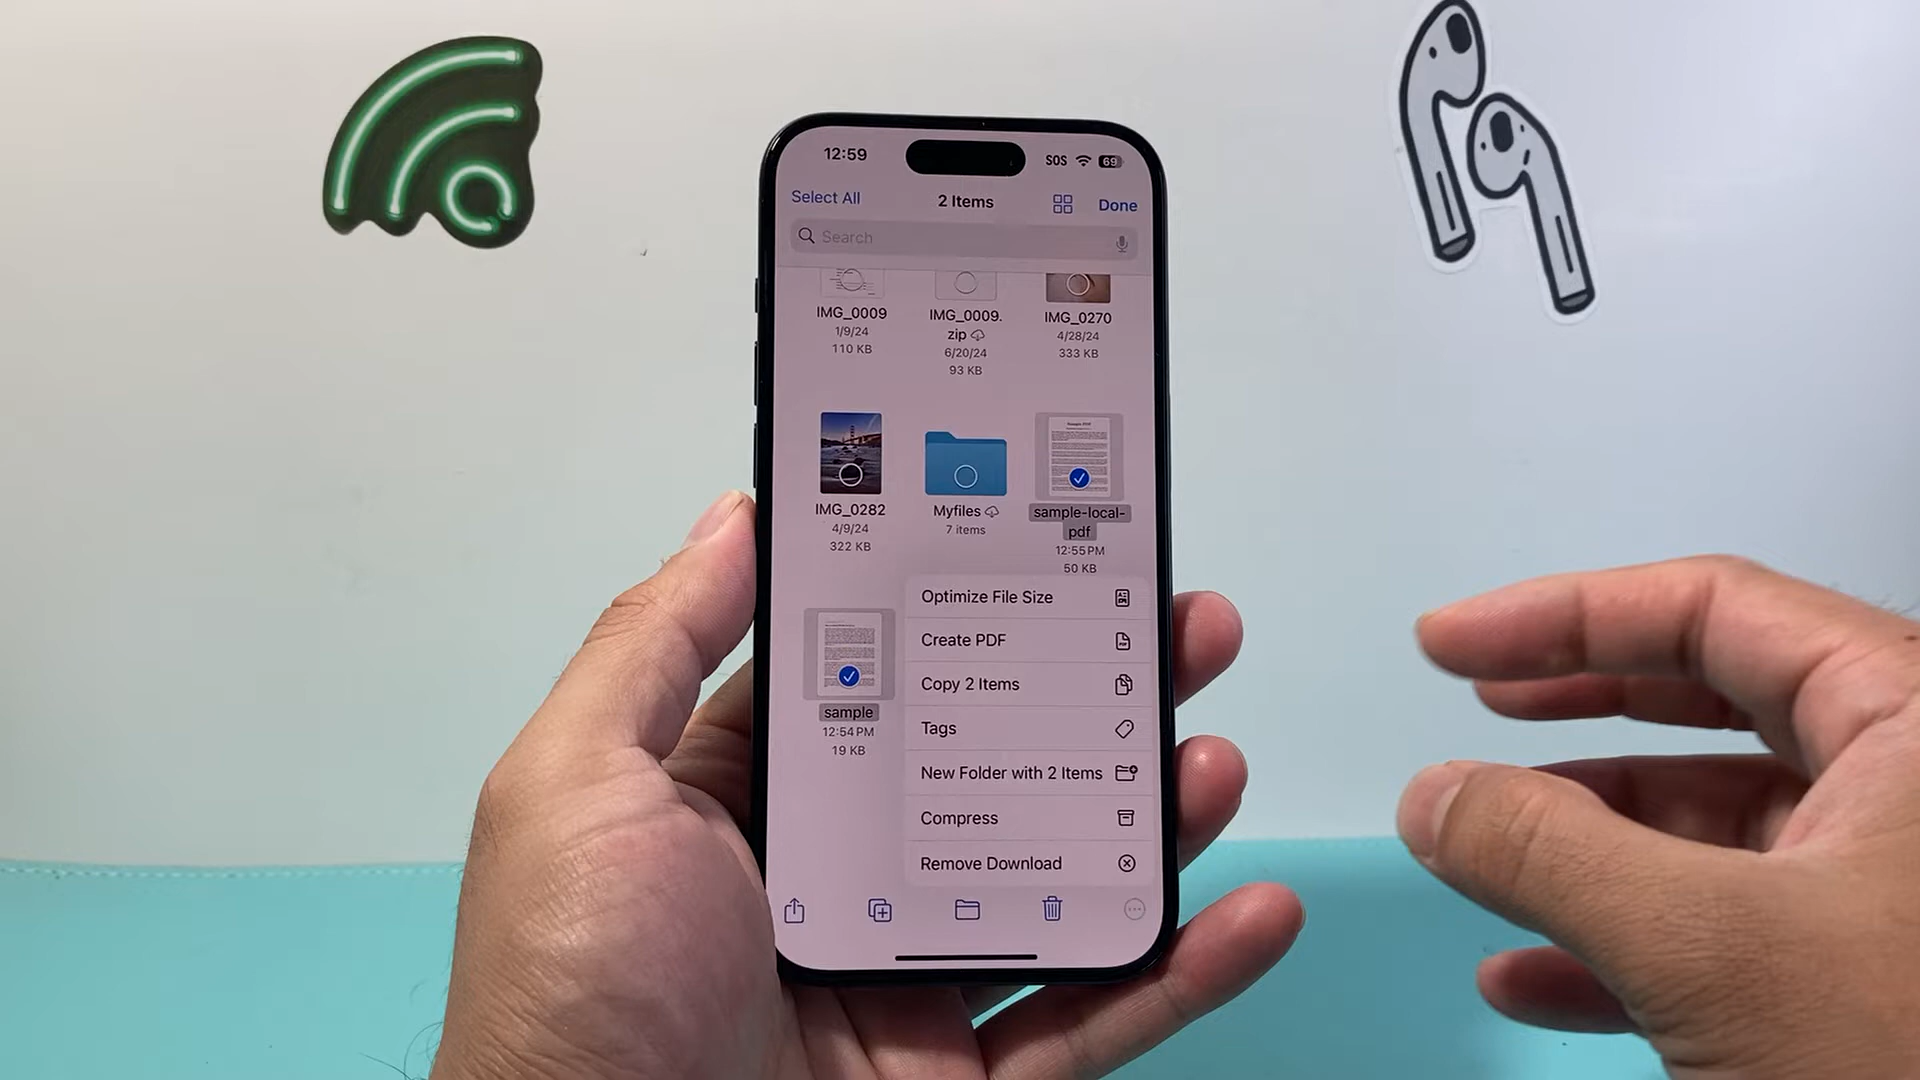 12:59
SOS
69
Select All
2 Items
Done
Search
IMG_0009
1/9/24
110 KB
IMG_0009.
zip
6/20/24
93 KB
IMG_0270
4/28/24
333 KB
IMG_0282
4/9/24
322 KB
Myfiles
7 items
Sample PDF
sample-local-
pdf
12:55 PM
50 KB
sample
12:54 PM
19 KB
Optimize File Size
Create PDF
Copy 2 Items
Tags
New Folder with 2 Items
Compress
Remove Download